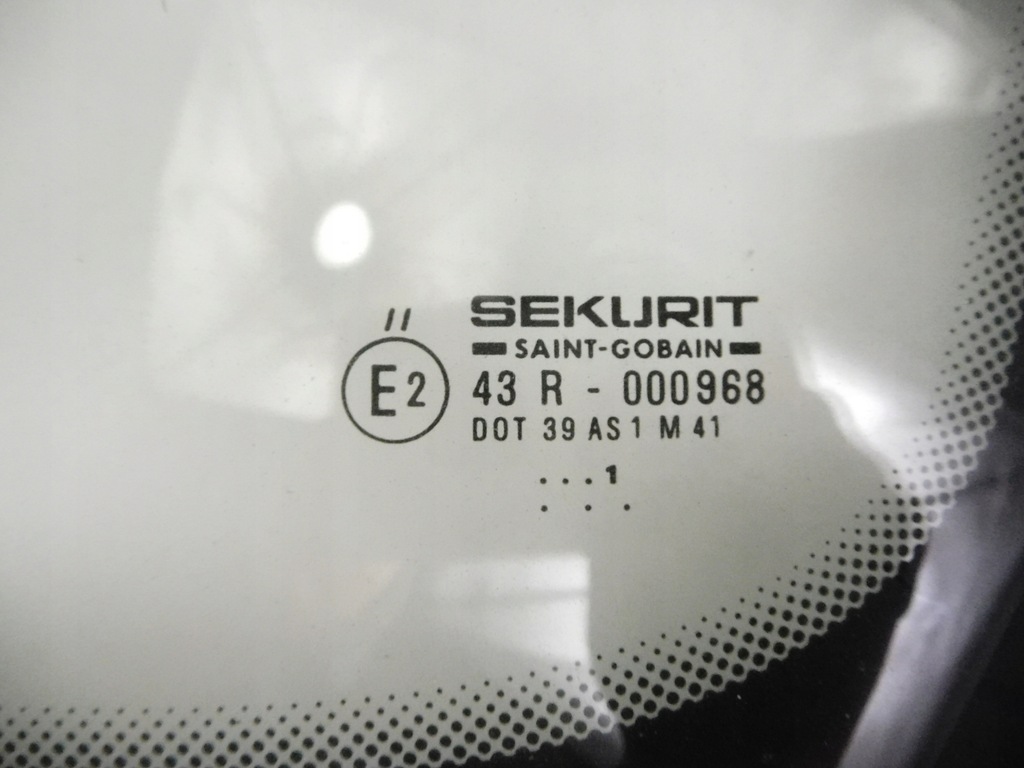 SEKURIT
SAINT-GOBAIN
II
E2
43 R - 000968
DOT 39 AS1 M 41
...1
. . .